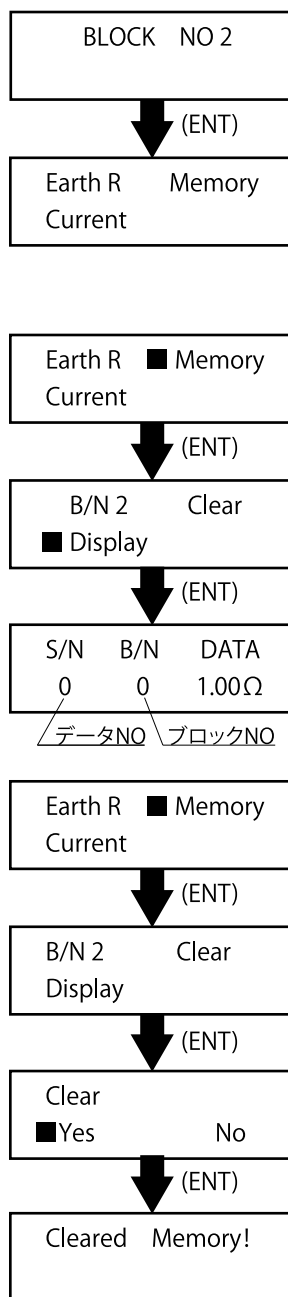 BLOCK NO 2
(ENT)
Earth R Memory
Current
Earth R ■ Memory
Current
(ENT)
B/N 2 Clear
■ Display
(ENT)
S/N B/N DATA
0 0 1.00Ω
データNO ブロックNO
Earth R ■ Memory
Current
(ENT)
B/N 2 Clear
Display
(ENT)
Clear
■Yes No
(ENT)
Cleared Memory!